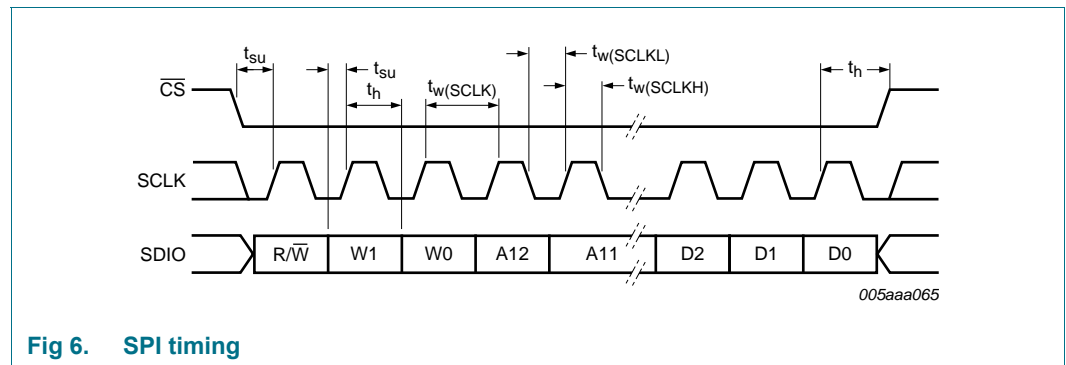 tsu
tsu
tw(SCLKL)
th
CS
th
tw(SCLK)
tw(SCLKH)
SCLK
SDIO
R/W
W1
W0
A12
A11
D2
D1
D0
005aaa065
Fig 6. SPI timing